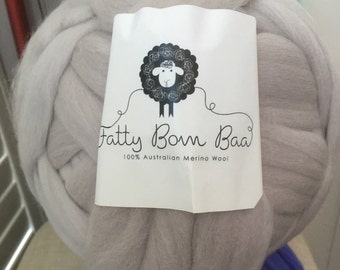 Fatty Bom Baa
100% Australian Merino Wool